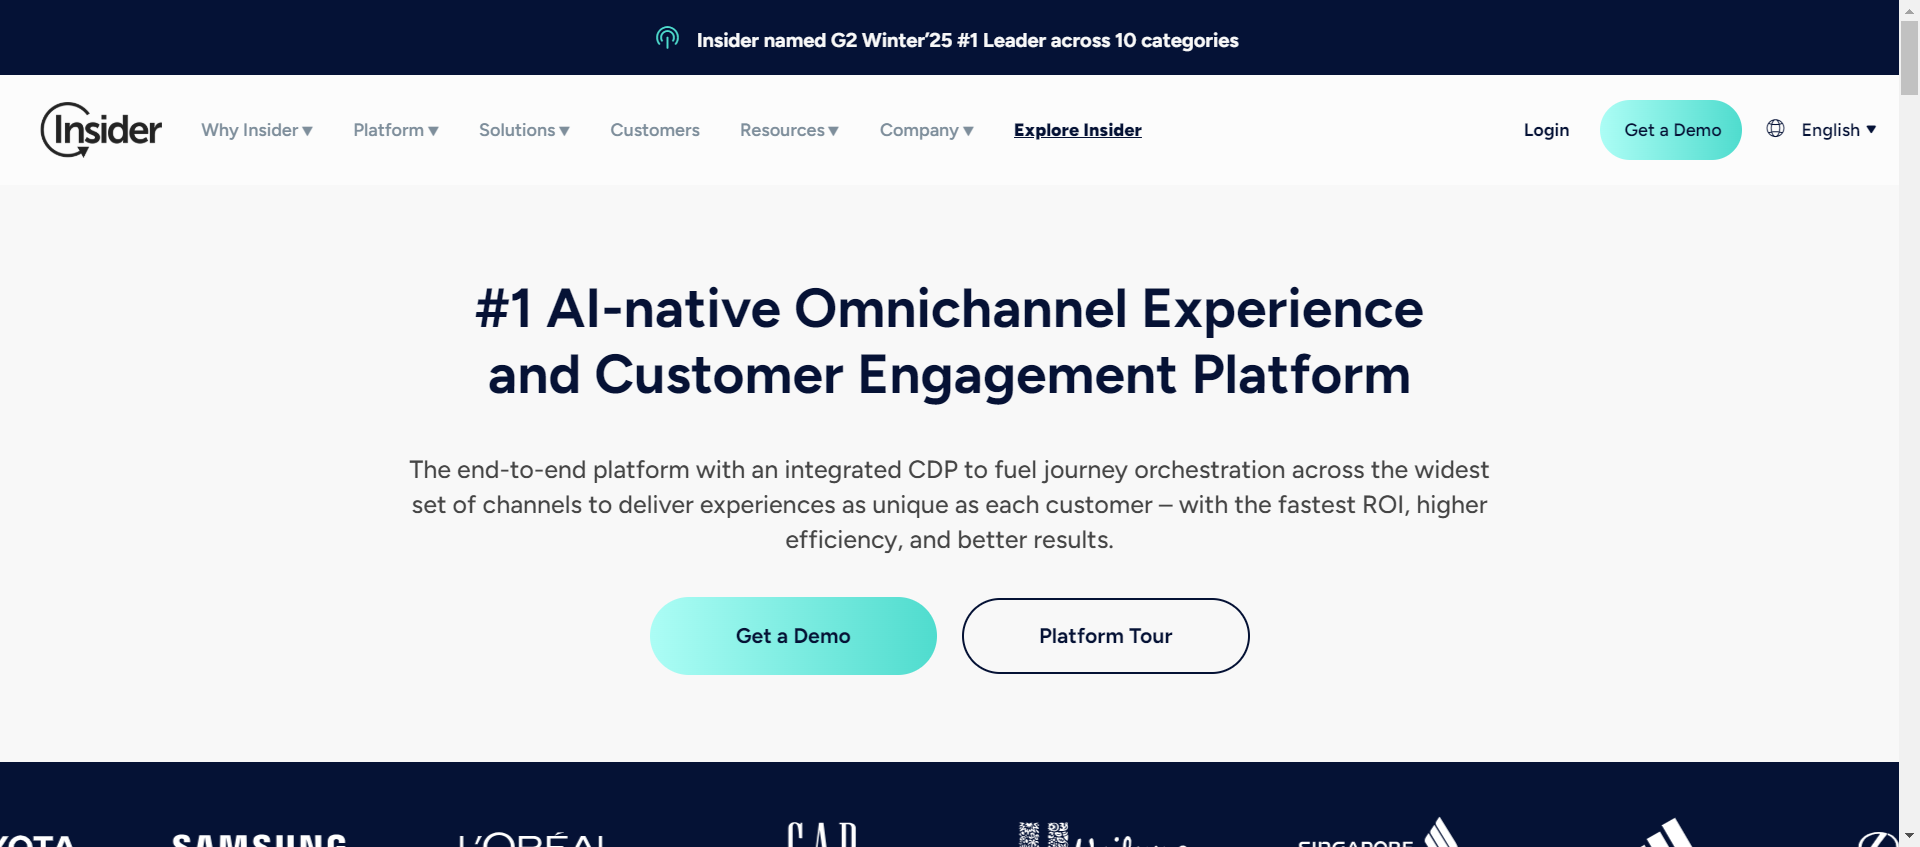 Insider named G2 Winter’25 #1 Leader across 10 categories
Insider
Why Insider ▼
Platform ▼
Solutions ▼
Customers
Resources ▼
Company ▼
Explore Insider
Login
Get a Demo
English ▼
#1 AI-native Omnichannel Experience
and Customer Engagement Platform
The end-to-end platform with an integrated CDP to fuel journey orchestration across the widest
set of channels to deliver experiences as unique as each customer – with the fastest ROI, higher
efficiency, and better results.
Get a Demo
Platform Tour
SAMSUNG
L'ORÉAL
GAP
SINGAPORE